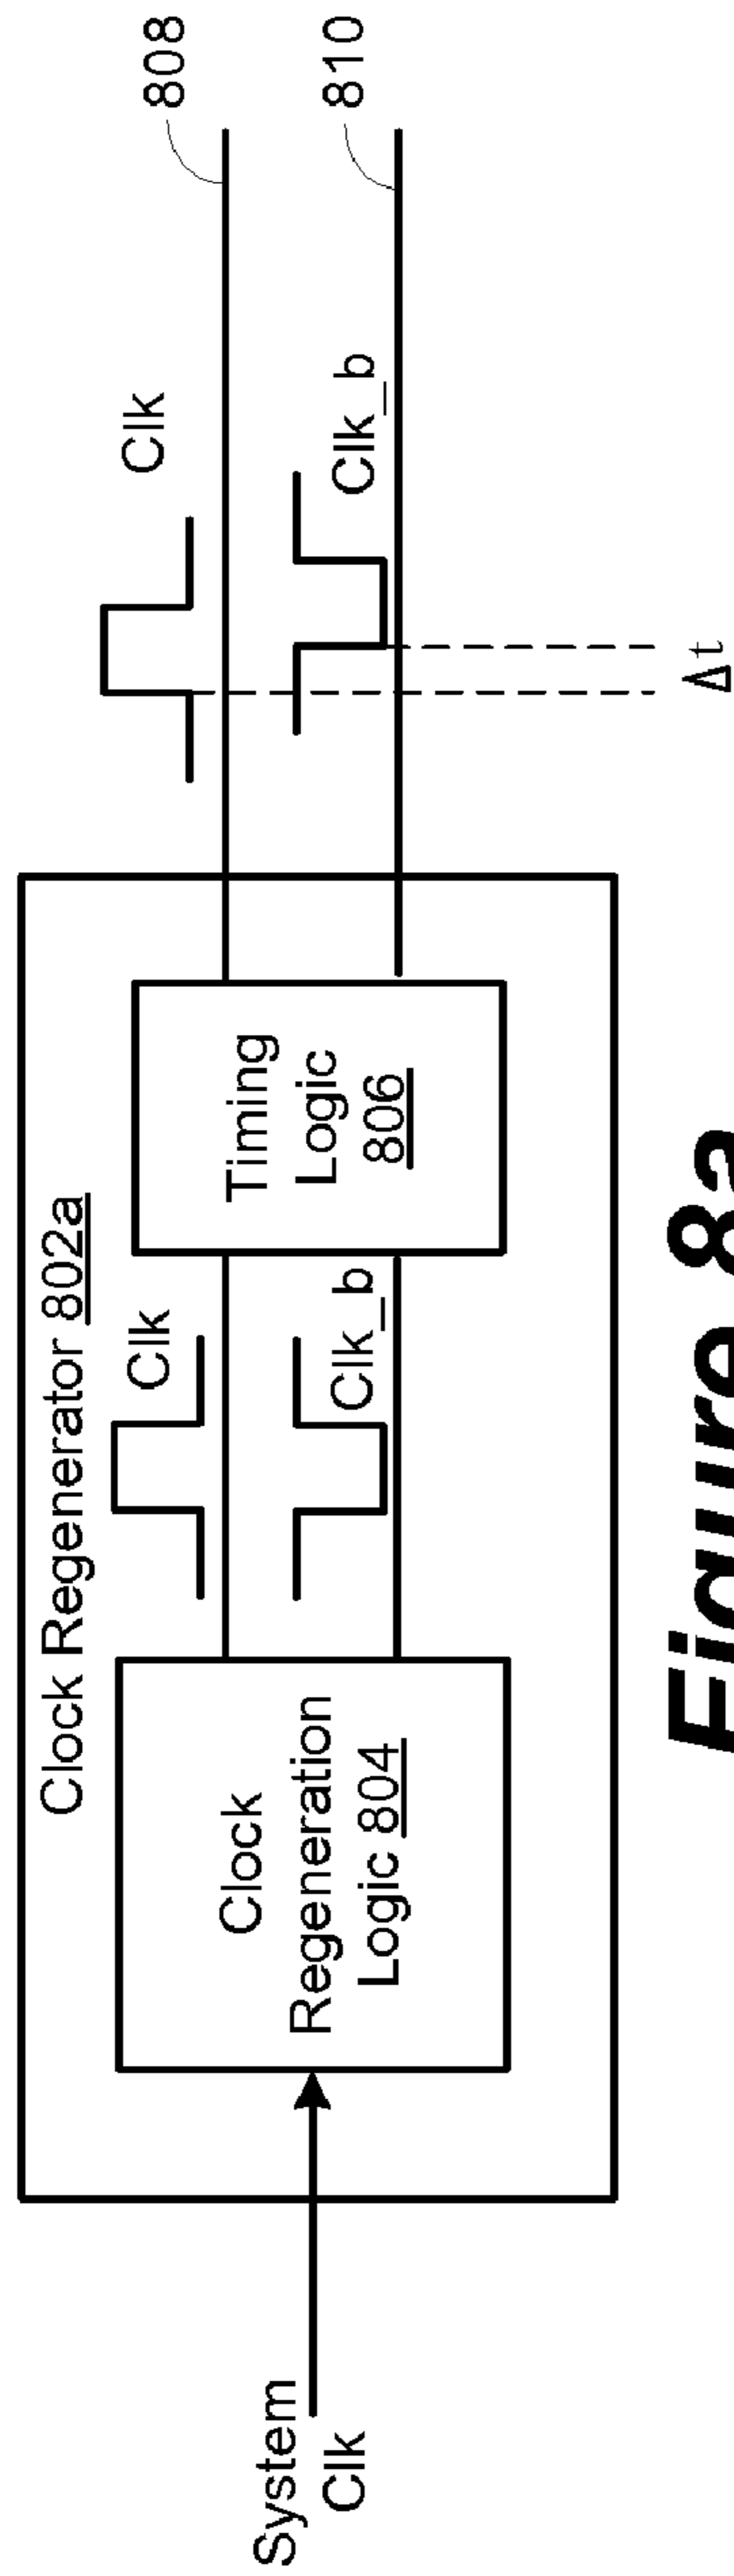 Clock Regenerator 802a
System
Clk
Clock
Regeneration
Logic 804
Clk
Clk_b
Timing
Logic
806
Clk
Clk_b
808
810
Δt
Figure 8a